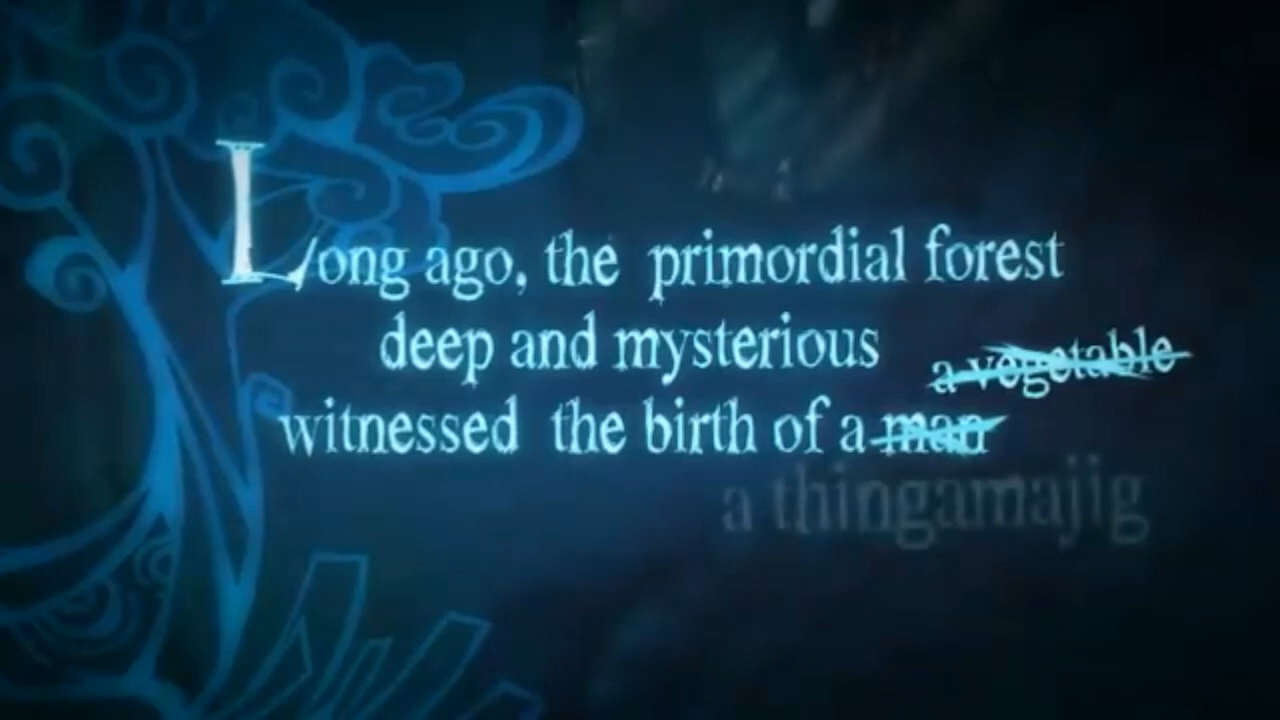 Long ago, the primordial forest
deep and mysterious
a vegetable
witnessed the birth of a man
a thingamajig